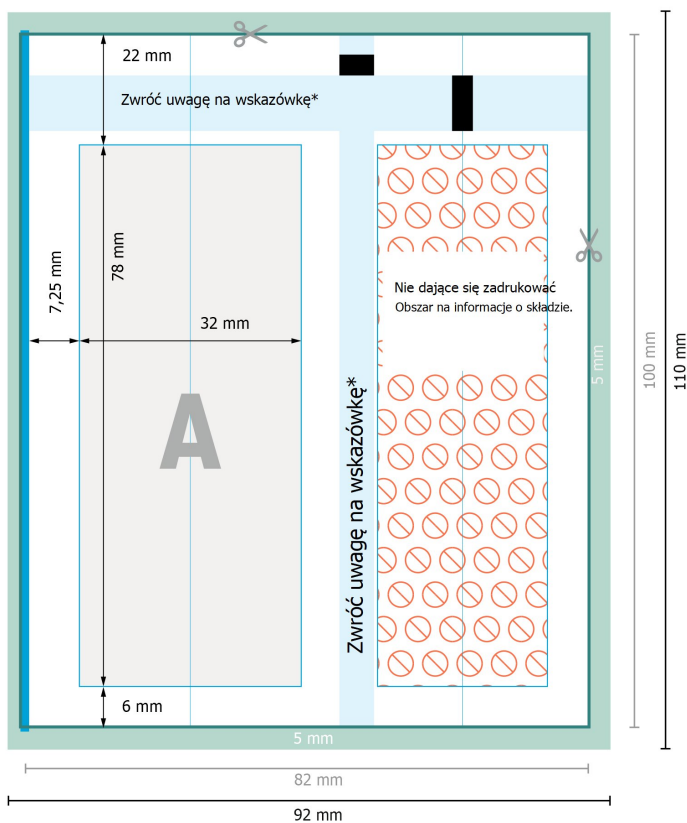 22 mm
Zwróć uwagę na wskazówkę*
78 mm
7,25 mm
Nie dające się zadrukować
Obszar na informacje o składzie.
32 mm
5 mm
100 mm
110 mm
A
Zwróć uwagę na wskazówkę*
6 mm
5 mm
82 mm
92 mm